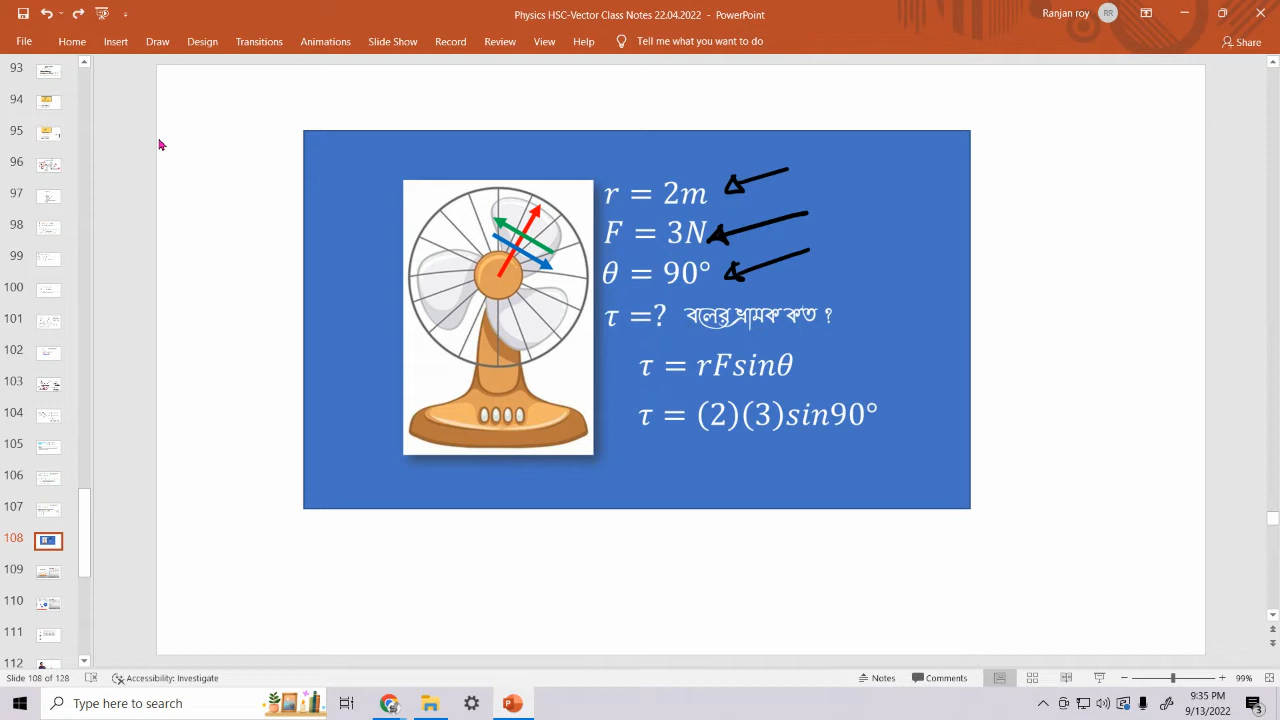 Physics HSC-Vector Class Notes 22.04.2022 - PowerPoint
Ranjan roy RR
File Home Insert Draw Design Transitions Animations Slide Show Record Review View Help Tell me what you want to do Share
93
94
95
96
97
98
99
100
101
102
103
104
105
106
107
108
109
110
111
112
r = 2m
F = 3N
θ = 90°
τ =? বলের ভ্রামক কত ?
τ = rFsinθ
τ = (2)(3)sin90°
Slide 108 of 128 Accessibility: Investigate Notes Comments 99%
Type here to search
9:35 PM
9/13/2022
3